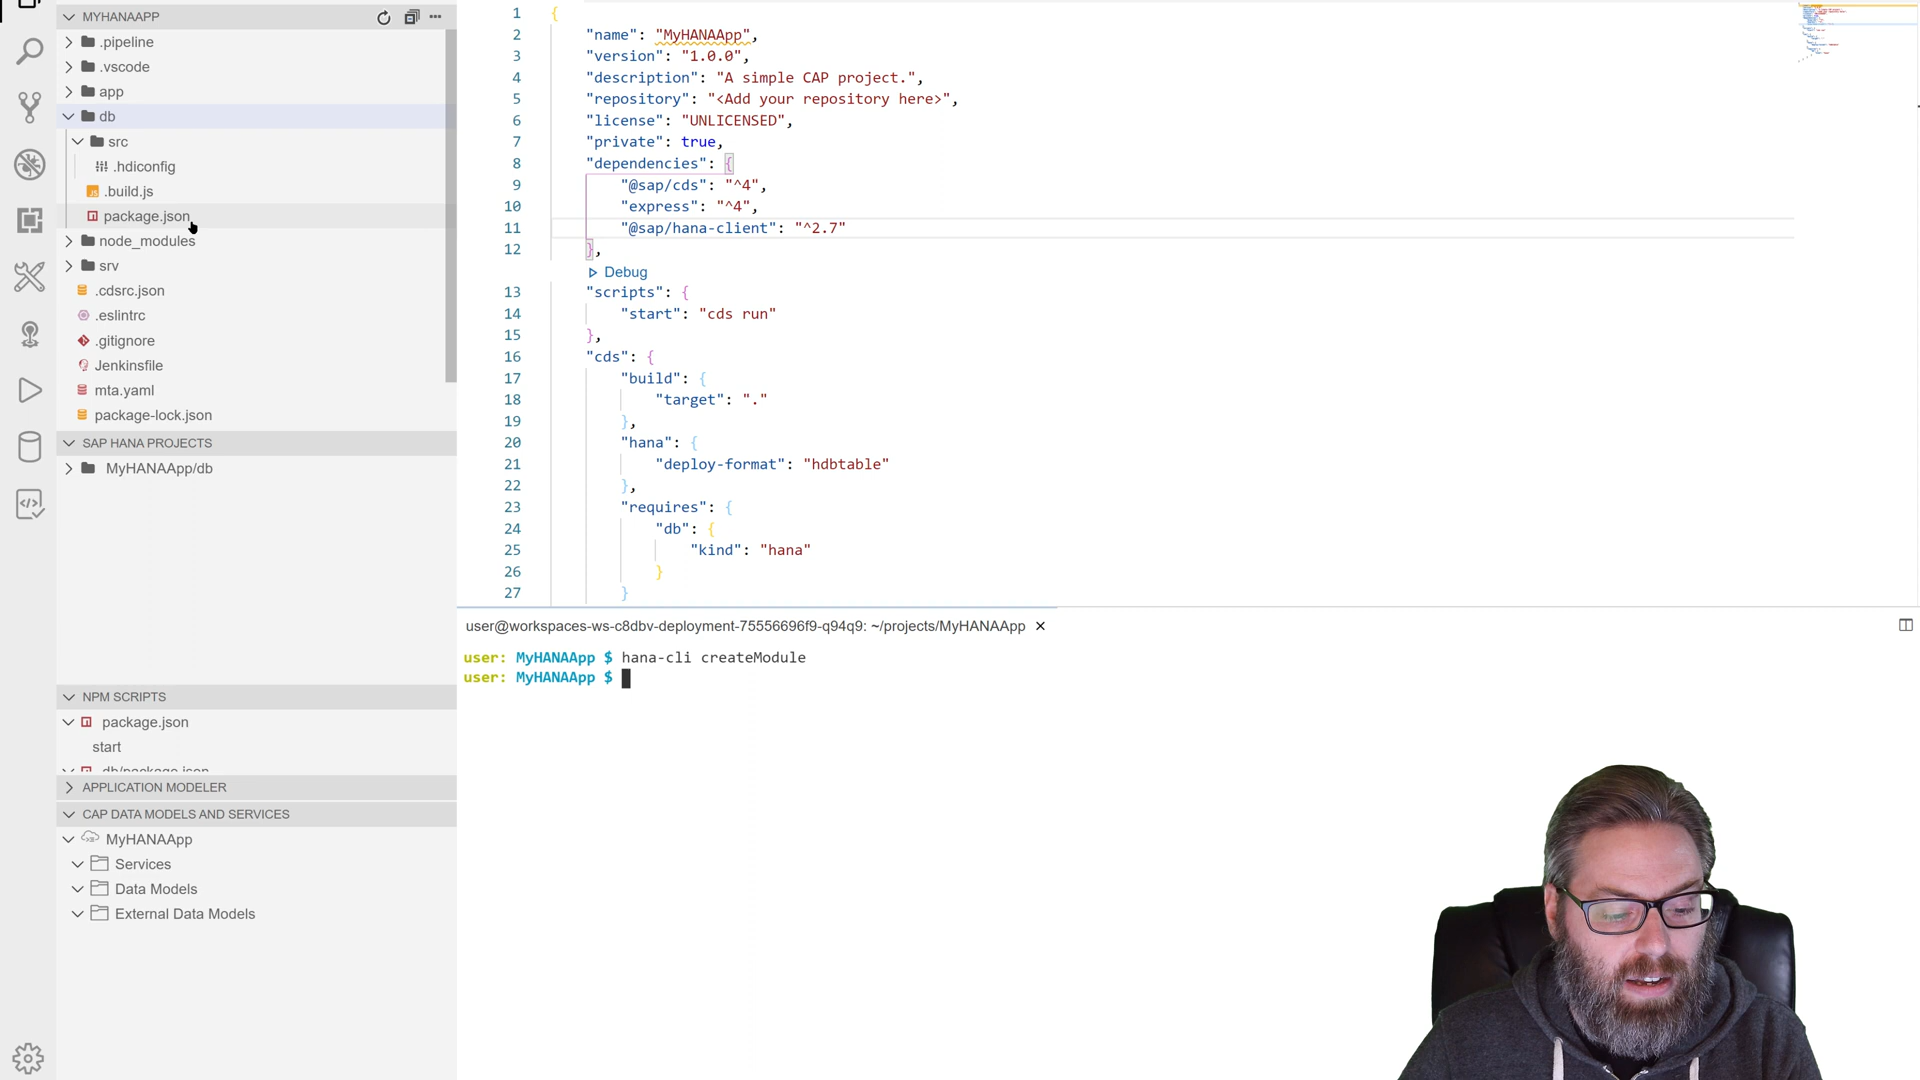 MYHANAAPP
.pipeline
.vscode
app
db
src
.hdiconfig
.build.js
package.json
node_modules
srv
.cdsrc.json
.eslintrc
.gitignore
Jenkinsfile
mta.yaml
package-lock.json
SAP HANA PROJECTS
MyHANAApp/db
NPM SCRIPTS
package.json
start
db/package.json
APPLICATION MODELER
CAP DATA MODELS AND SERVICES
MyHANAApp
Services
Data Models
External Data Models
1 {
2 "name": "MyHANAApp",
3 "version": "1.0.0",
4 "description": "A simple CAP project.",
5 "repository": "<Add your repository here>",
6 "license": "UNLICENSED",
7 "private": true,
8 "dependencies": {
9 "@sap/cds": "^4",
10 "express": "^4",
11 "@sap/hana-client": "^2.7"
12 },
Debug
13 "scripts": {
14 "start": "cds run"
15 },
16 "cds": {
17 "build": {
18 "target": "."
19 },
20 "hana": {
21 "deploy-format": "hdbtable"
22 },
23 "requires": {
24 "db": {
25 "kind": "hana"
26 }
27 }
user@workspaces-ws-c8dbv-deployment-75556696f9-q94q9: ~/projects/MyHANAApp ×
user: MyHANAApp $ hana-cli createModule
user: MyHANAApp $